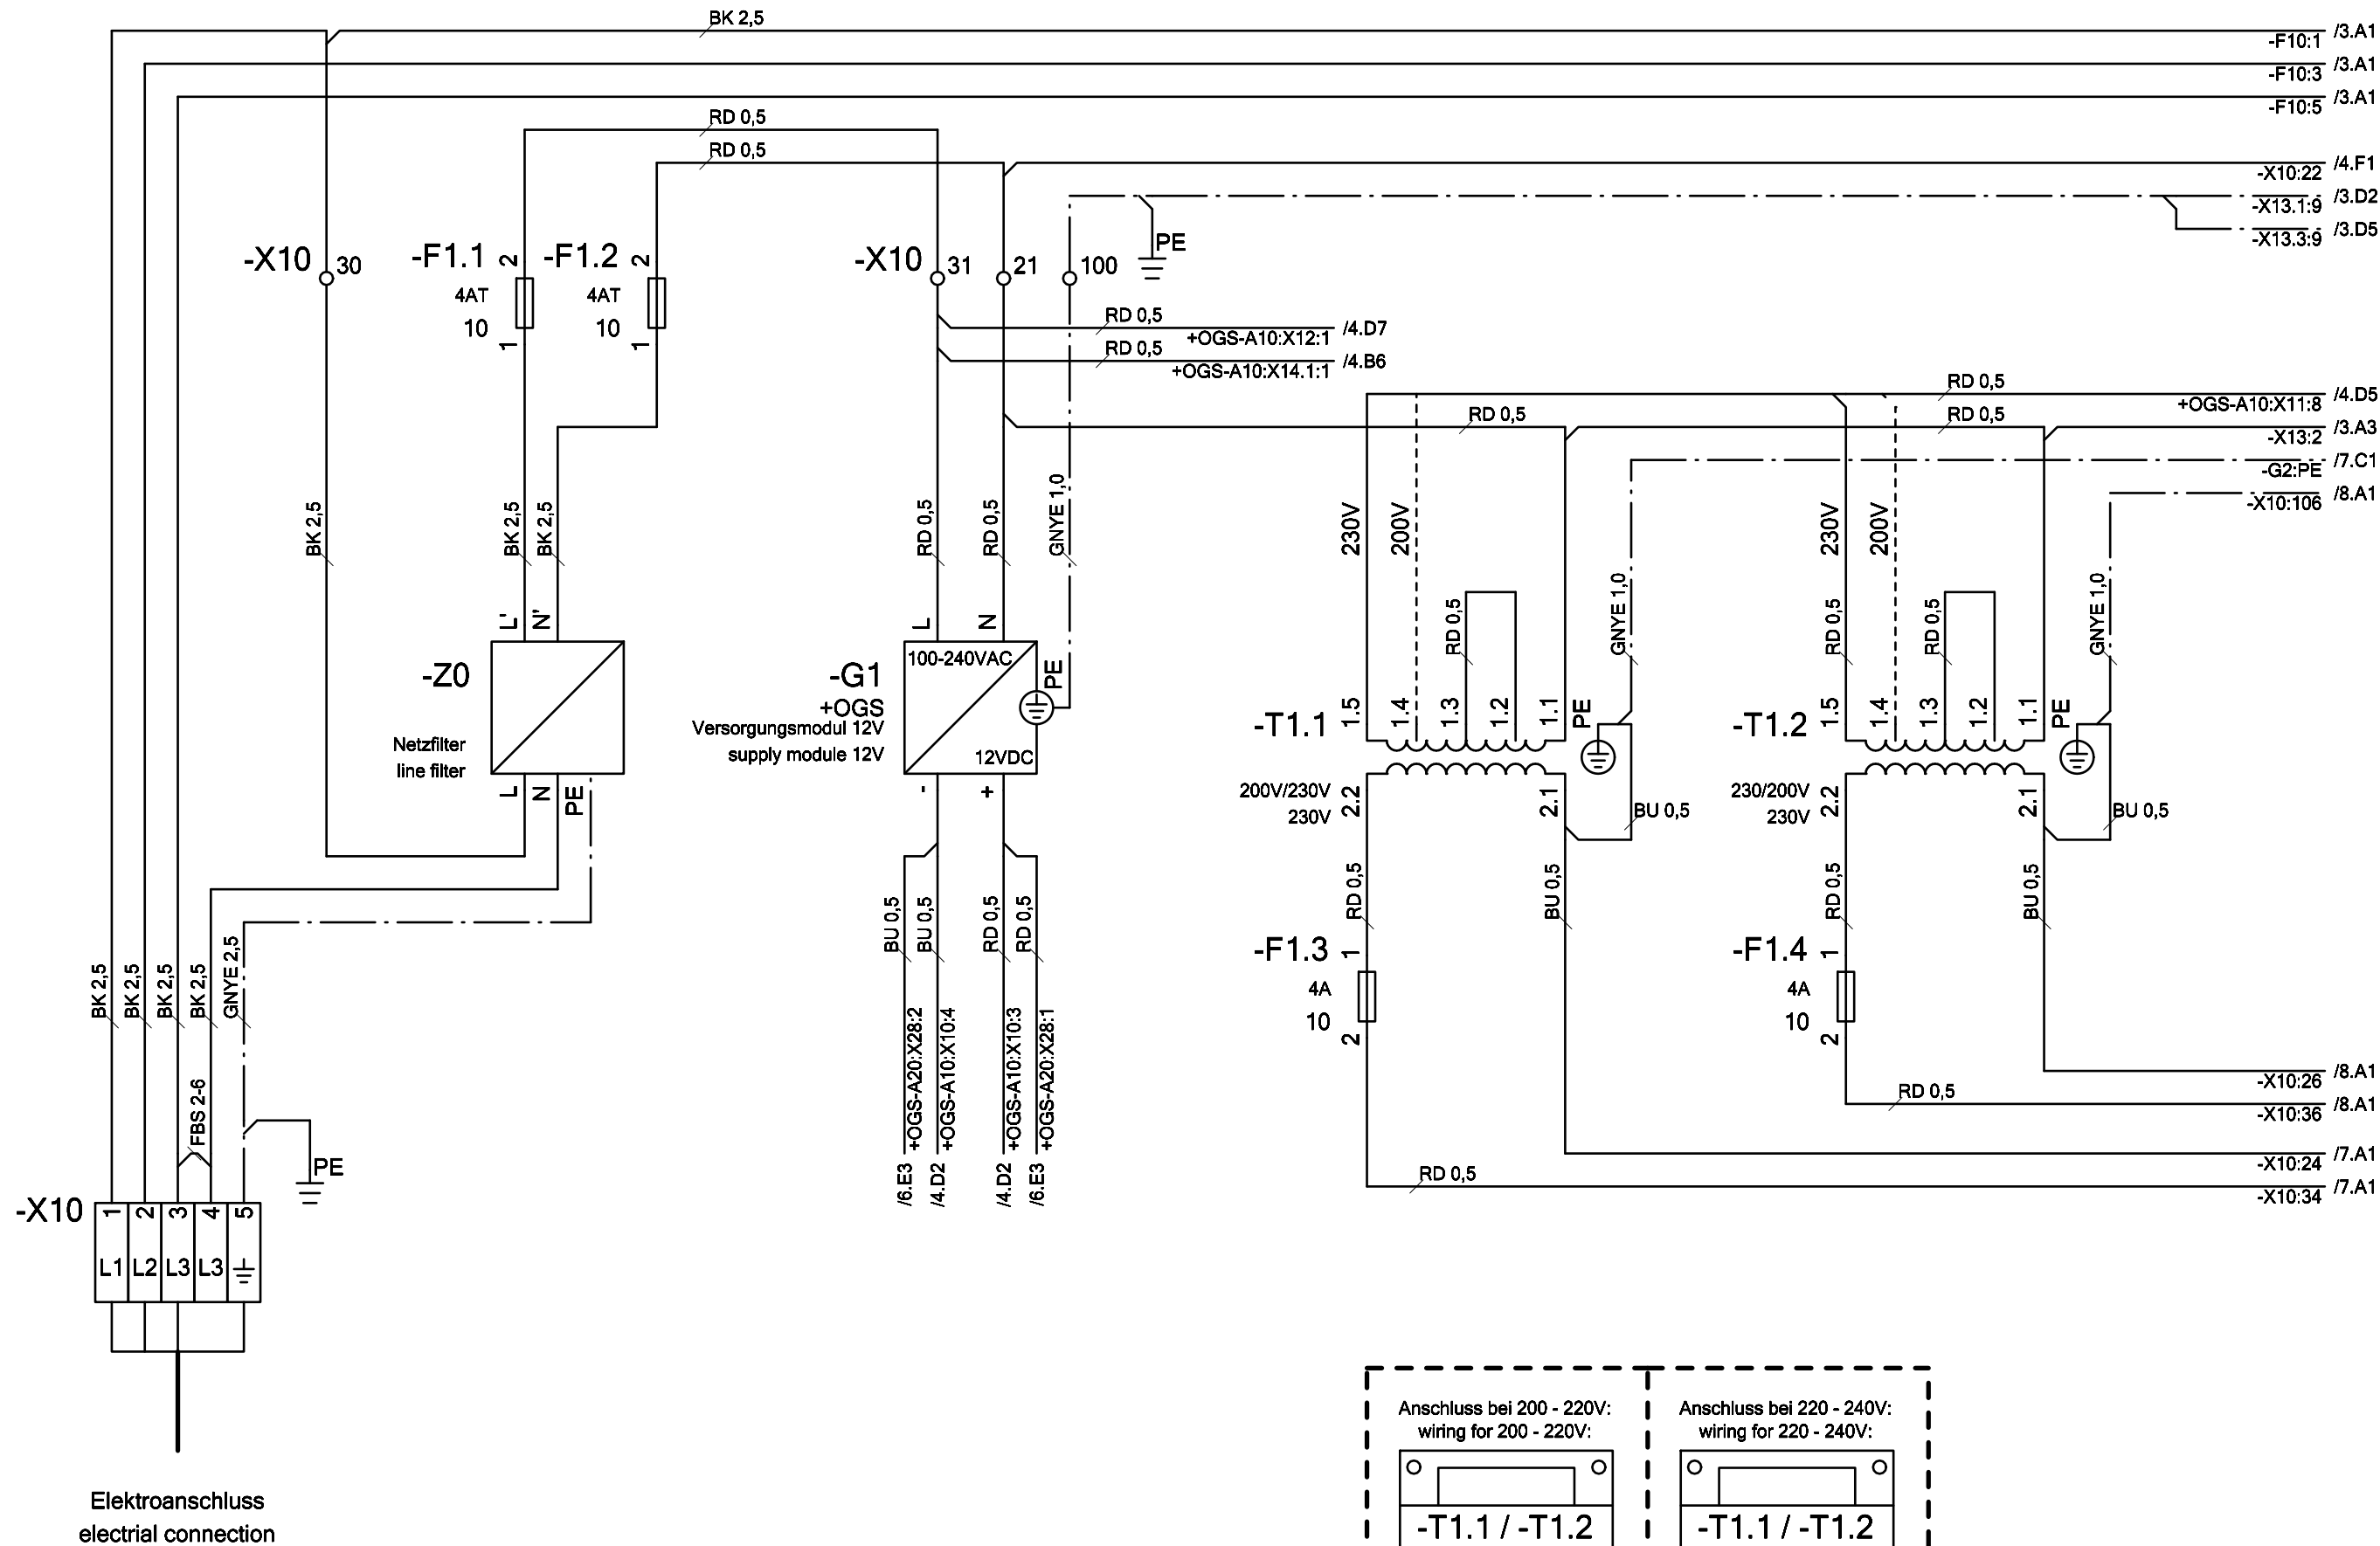 BK 2,5
-F10:1 /3.A1
-F10:3 /3.A1
-F10:5 /3.A1
RD 0,5
RD 0,5
-X10:22 /4.F1
-X13.1:9 /3.D2
-X13.3:9 /3.D5
PE
-X10 30
-F1.1 2
4AT
10
1
-F1.2 2
4AT
10
1
-X10 31 21 100
RD 0,5
+OGS-A10:X12:1 /4.D7
RD 0,5
+OGS-A10:X14.1:1 /4.B6
RD 0,5
+OGS-A10:X11:8 /4.D5
RD 0,5 RD 0,5
-X13:2 /3.A3
-G2:PE /7.C1
-X10:106 /8.A1
BK 2,5 BK 2,5 BK 2,5 RD 0,5 RD 0,5 GNYE 1,0
230V 200V 230V 200V
RD 0,5 GNYE 1,0 RD 0,5 RD 0,5 GNYE 1,0
L' N' L N
-Z0
Netzfilter
line filter
L N PE
-G1
+OGS
Versorgungsmodul 12V
supply module 12V
100-240VAC
12VDC
PE
- +
-T1.1 1.5 1.4 1.3 1.2 1.1 PE
200V/230V
230V
2.2 2.1
BU 0,5
-T1.2 1.5 1.4 1.3 1.2 1.1 PE
230/200V
230V
2.2 2.1
BU 0,5
RD 0,5 BU 0,5 RD 0,5 BU 0,5
BU 0,5 BU 0,5 RD 0,5 RD 0,5
-F1.3 1
4A
10
2
-F1.4 1
4A
10
2
BK 2,5 BK 2,5 BK 2,5 BK 2,5 GNYE 2,5
+OGS-A20:X28:2 /6.E3
+OGS-A10:X10:4 /4.D2
+OGS-A10:X10:3 /4.D2
+OGS-A20:X28:1 /6.E3
-X10:26 /8.A1
RD 0,5
-X10:36 /8.A1
-X10:24 /7.A1
RD 0,5
-X10:34 /7.A1
FBS 2-6
PE
-X10 1 2 3 4 5
L1 L2 L3 L3
Elektroanschluss
electrial connection
Anschluss bei 200 - 220V:
wiring for 200 - 220V:
-T1.1 / -T1.2
Anschluss bei 220 - 240V:
wiring for 220 - 240V:
-T1.1 / -T1.2